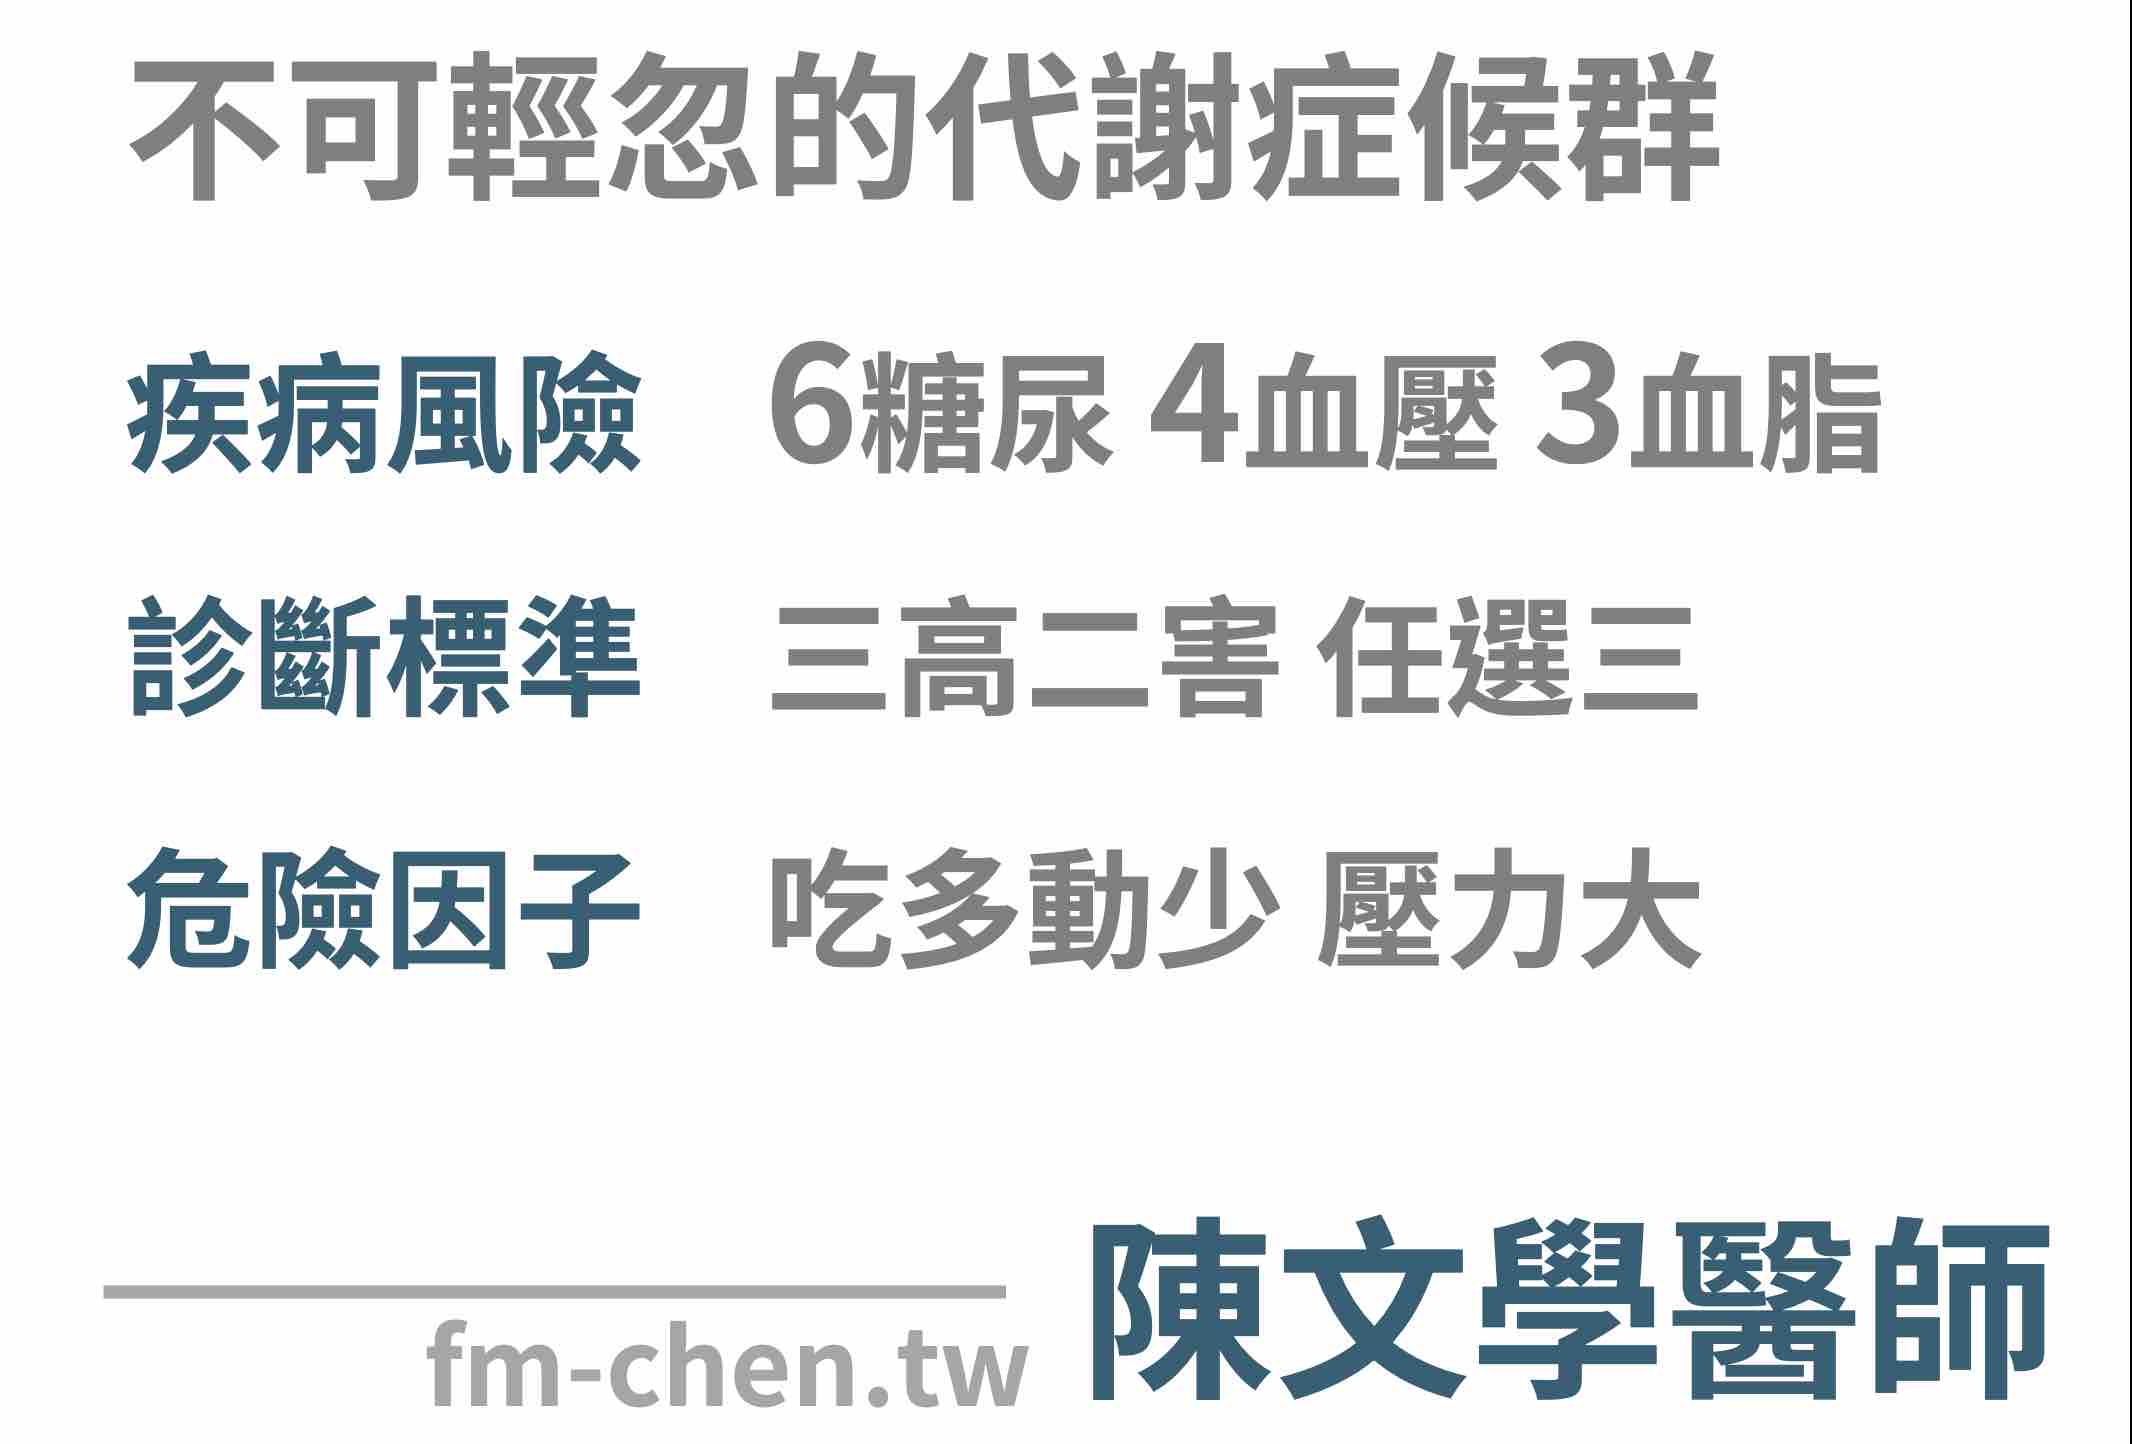 不可輕忽的代謝症候群
疾病風險 6糖尿 4血壓 3血脂
診斷標準 三高二害 任選三
危險因子 吃多動少 壓力大
陳文學醫師
fm-chen.tw